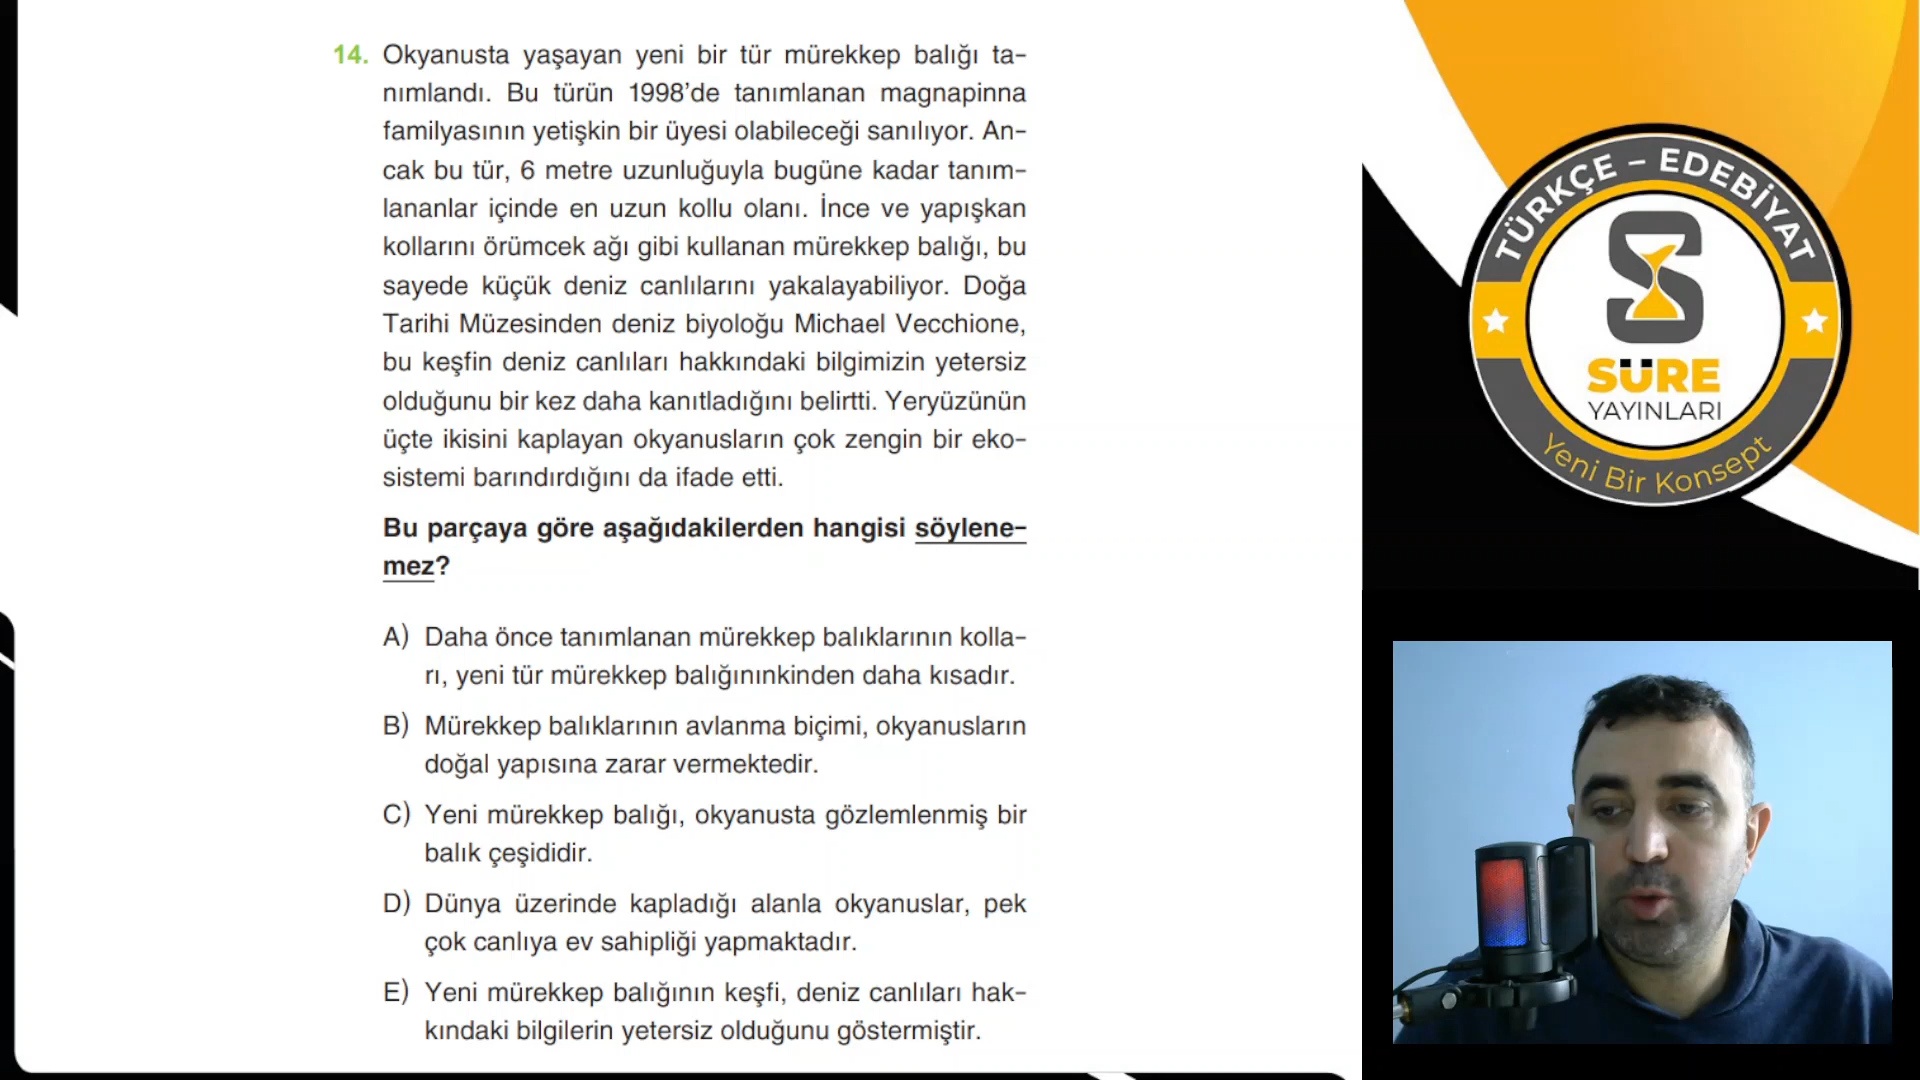 14. Okyanusta yaşayan yeni bir tür mürekkep balığı ta-
nımlandı. Bu türün 1998’de tanımlanan magnapinna
familyasının yetişkin bir üyesi olabileceği sanılıyor. An-
cak bu tür, 6 metre uzunluğuyla bugüne kadar tanım-
lananlar içinde en uzun kollu olanı. İnce ve yapışkan
kollarını örümcek ağı gibi kullanan mürekkep balığı, bu
sayede küçük deniz canlılarını yakalayabiliyor. Doğa
Tarihi Müzesinden deniz biyoloğu Michael Vecchione,
bu keşfin deniz canlıları hakkındaki bilgimizin yetersiz
olduğunu bir kez daha kanıtladığını belirtti. Yeryüzünün
üçte ikisini kaplayan okyanusların çok zengin bir eko-
sistemi barındırdığını da ifade etti.
Bu parçaya göre aşağıdakilerden hangisi söylene-
mez?
A) Daha önce tanımlanan mürekkep balıklarının kolla-
rı, yeni tür mürekkep balığınınkinden daha kısadır.
B) Mürekkep balıklarının avlanma biçimi, okyanusların
doğal yapısına zarar vermektedir.
C) Yeni mürekkep balığı, okyanusta gözlemlenmiş bir
balık çeşididir.
D) Dünya üzerinde kapladığı alanla okyanuslar, pek
çok canlıya ev sahipliği yapmaktadır.
E) Yeni mürekkep balığının keşfi, deniz canlıları hak-
kındaki bilgilerin yetersiz olduğunu göstermiştir.
TÜRKÇE – EDEBİYAT
SÜRE
YAYINLARI
Yeni Bir Konsept